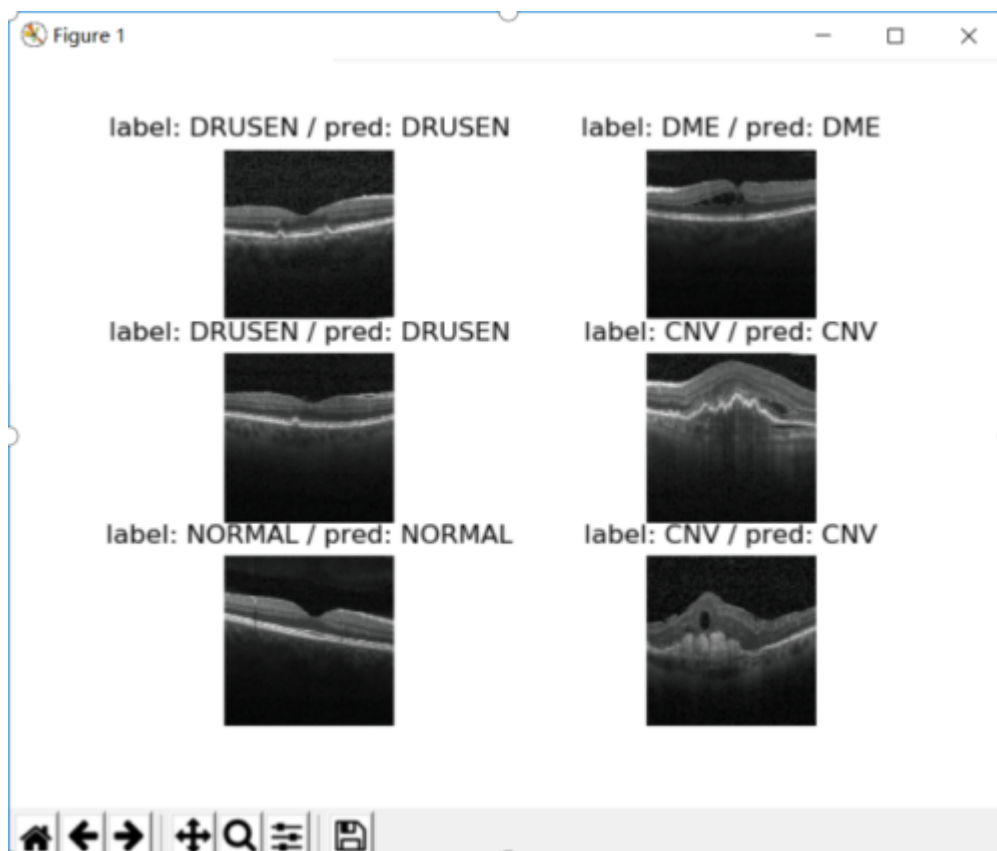 Figure 1
label: DRUSEN / pred: DRUSEN
label: DME / pred: DME
label: DRUSEN / pred: DRUSEN
label: CNV / pred: CNV
label: NORMAL / pred: NORMAL
label: CNV / pred: CNV